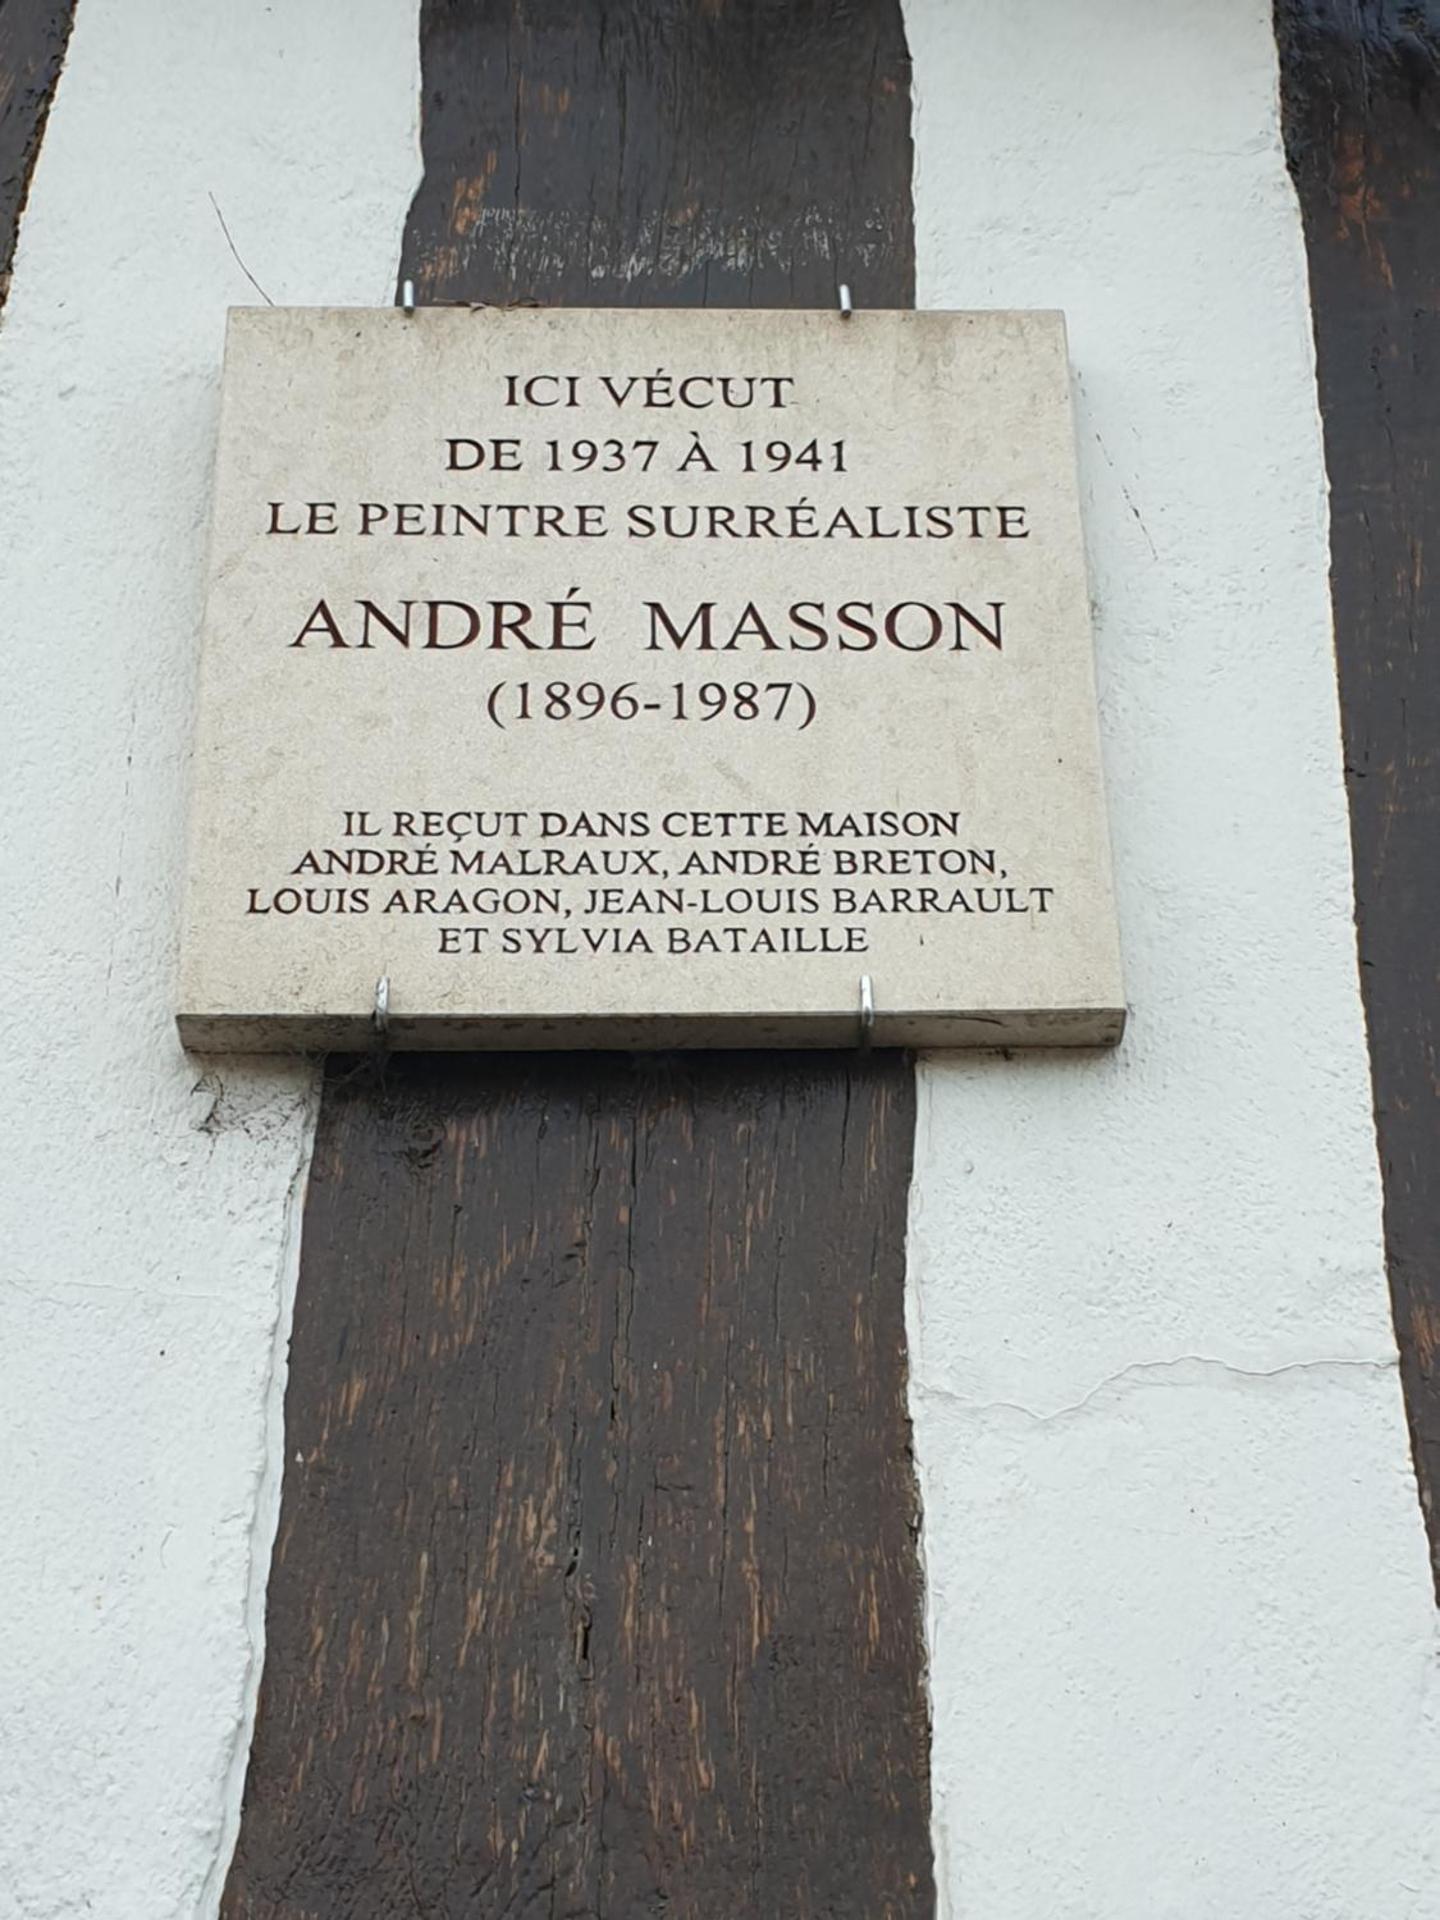 ICI VÉCUT
DE 1937 À 1941
LE PEINTRE SURRÉALISTE
ANDRÉ MASSON
(1896-1987)
IL REÇUT DANS CETTE MAISON
ANDRÉ MALRAUX, ANDRÉ BRETON,
LOUIS ARAGON, JEAN-LOUIS BARRAULT
ET SYLVIA BATAILLE